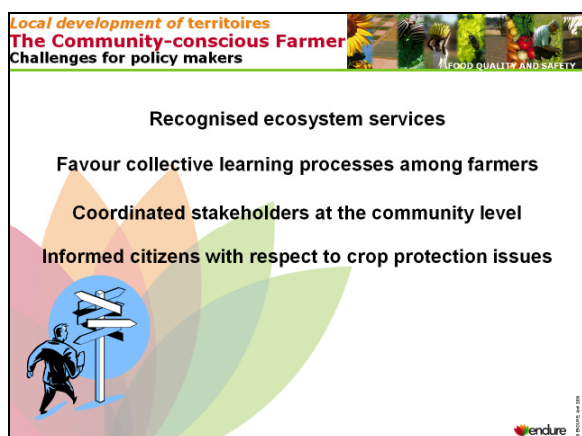 Local development of territoires
The Community-conscious Farmer
Challenges for policy makers
FOOD QUALITY AND SAFETY
Recognised ecosystem services
Favour collective learning processes among farmers
Coordinated stakeholders at the community level
Informed citizens with respect to crop protection issues
endure